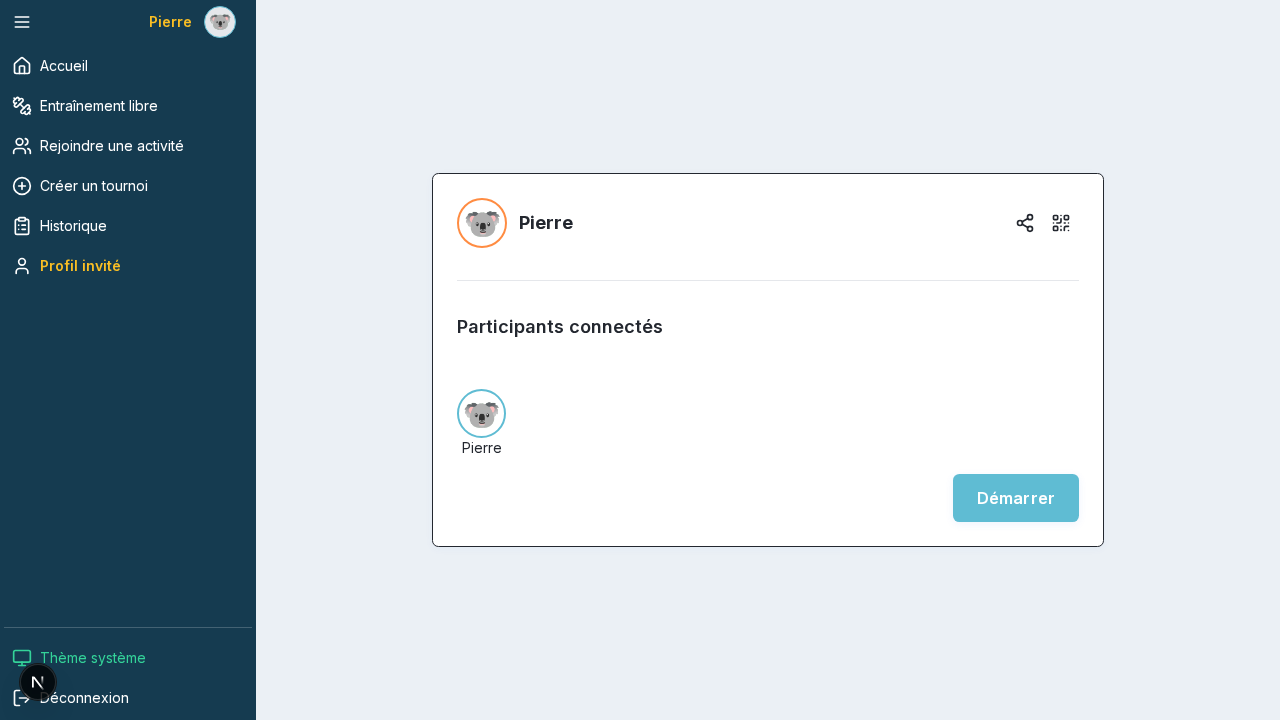 Pierre
Accueil
Entraînement libre
Rejoindre une activité
Créer un tournoi
Historique
Profil invité
Thème système
Déconnexion
N
Pierre
Participants connectés
Pierre
Démarrer